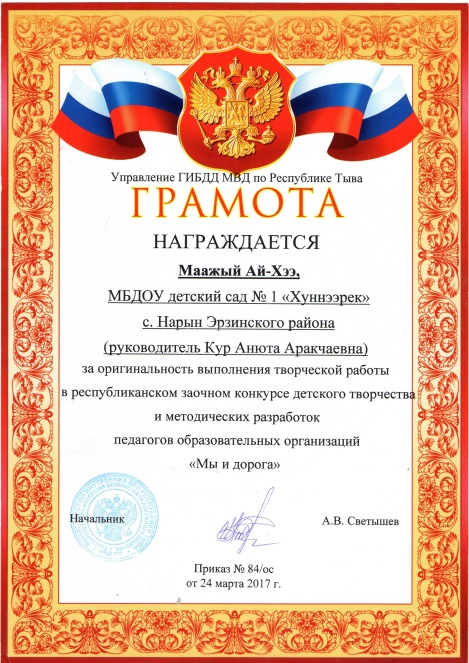 Управление ГИБДД МВД по Республике Тыва
ГРАМОТА
НАГРАЖДАЕТСЯ
Маажый Ай-Хээ,
МБДОУ детский сад № 1 «Хуннээрек»
с. Нарын Эрзинского района
(руководитель Кур Анюта Аракчаевна)
за оригинальность выполнения творческой работы
в республиканском заочном конкурсе детского творчества
и методических разработок
педагогов образовательных организаций
«Мы и дорога»
Начальник
А.В. Светышев
Приказ № 84/ос
от 24 марта 2017 г.